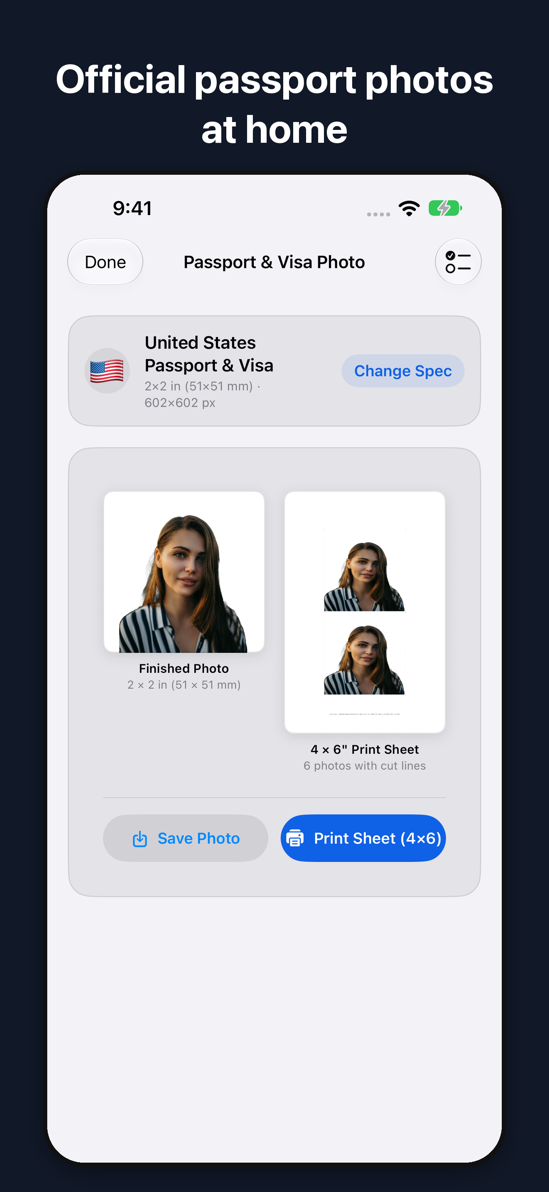 Official passport photos
at home
9:41
Done
Passport & Visa Photo
United States
Passport & Visa
2×2 in (51×51 mm) ·
602×602 px
Change Spec
Finished Photo
2 × 2 in (51 × 51 mm)
4 × 6" Print Sheet
6 photos with cut lines
Save Photo
Print Sheet (4×6)